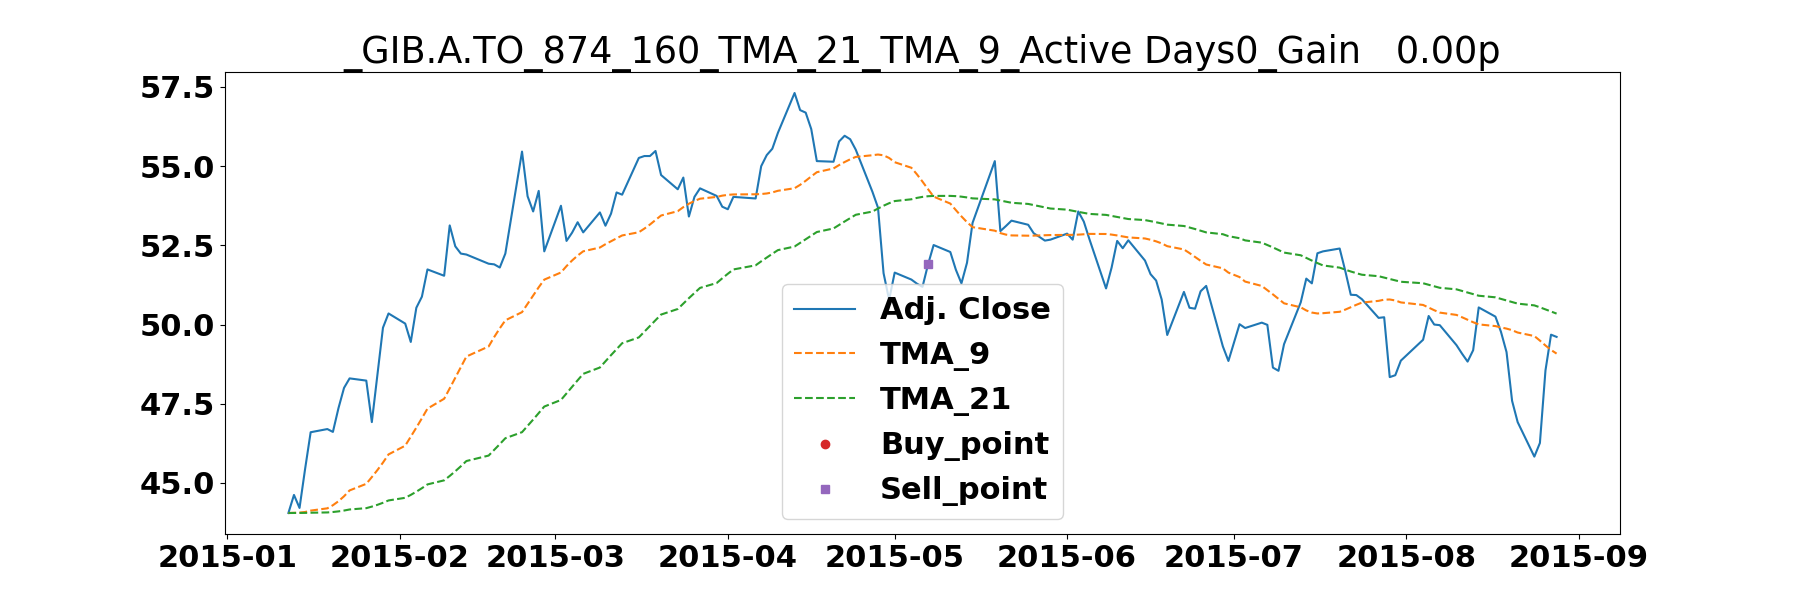 _GIB.A.TO_874_160_TMA_21_TMA_9_Active Days0_Gain   0.00p
57.5
55.0
52.5
50.0
47.5
45.0
Adj. Close
TMA_9
TMA_21
Buy_point
Sell_point
2015-01 2015-02 2015-03 2015-04 2015-05 2015-06 2015-07 2015-08 2015-09